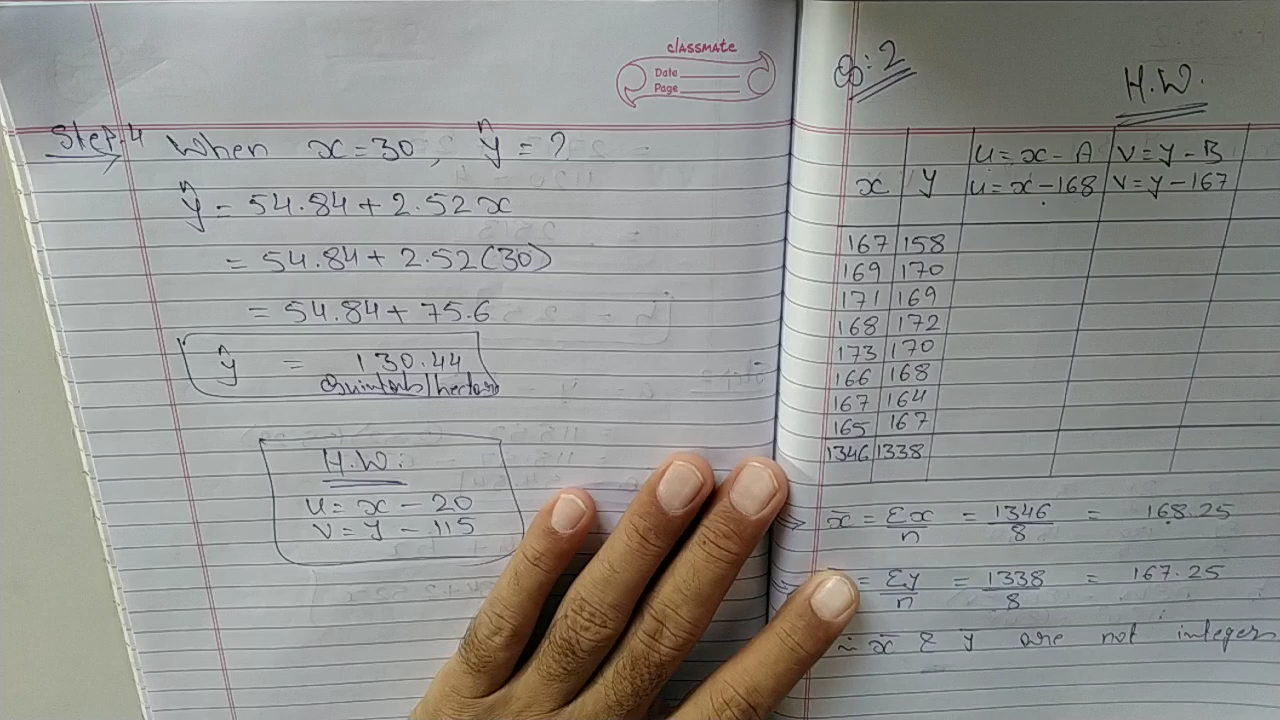 Step-4 When x=30, ŷ = ?
ŷ = 54.84 + 2.52x
= 54.84 + 2.52(30)
= 54.84 + 75.6
ŷ = 130.44
Quintals/hectare
H.W.
u = x - 20
v = y - 115
classmate
Date
Page
Q:2
H.W.
x y u = x - A v = y - B
u = x - 168 v = y - 167
167 158
169 170
171 169
168 172
173 170
166 168
167 164
165 167
1346 1338
x̄ = Σx/n = 1346/8 = 168.25
= Σy/n = 1338/8 = 167.25
∴ x̄ & ȳ are not integer